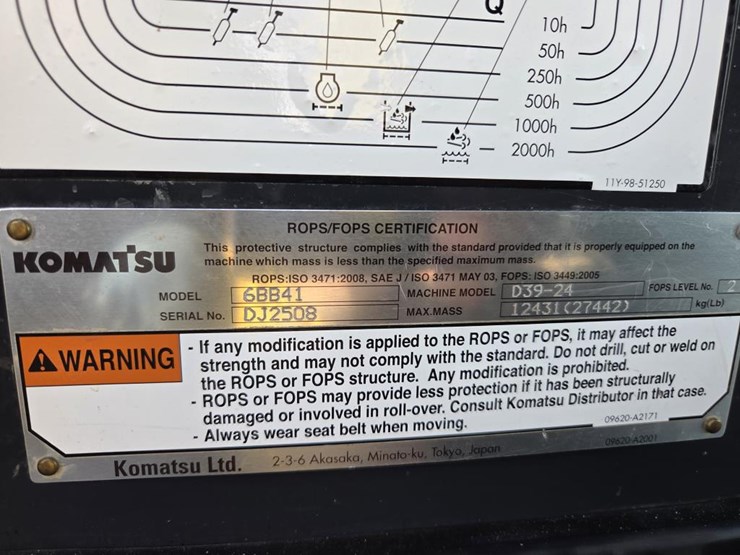 Q
10h
50h
250h
500h
1000h
2000h
11Y-98-51250
ROPS/FOPS CERTIFICATION
KOMATSU
This protective structure complies with the standard provided that it is properly equipped on the
machine which mass is less than the specified maximum mass.
ROPS:ISO 3471:2008, SAE J / ISO 3471 MAY 03, FOPS: ISO 3449:2005
MODEL 6BB41 MACHINE MODEL D39-24 FOPS LEVEL No. 2
SERIAL No. DJ2508 MAX.MASS 12431(27442) kg(Lb)
WARNING
- If any modification is applied to the ROPS or FOPS, it may affect the
strength and may not comply with the standard. Do not drill, cut or weld on
the ROPS or FOPS structure. Any modification is prohibited.
- ROPS or FOPS may provide less protection if it has been structurally
damaged or involved in roll-over. Consult Komatsu Distributor in that case.
- Always wear seat belt when moving.
09620-A2171
09620-A2001
Komatsu Ltd. 2-3-6 Akasaka, Minato-ku, Tokyo, Japan